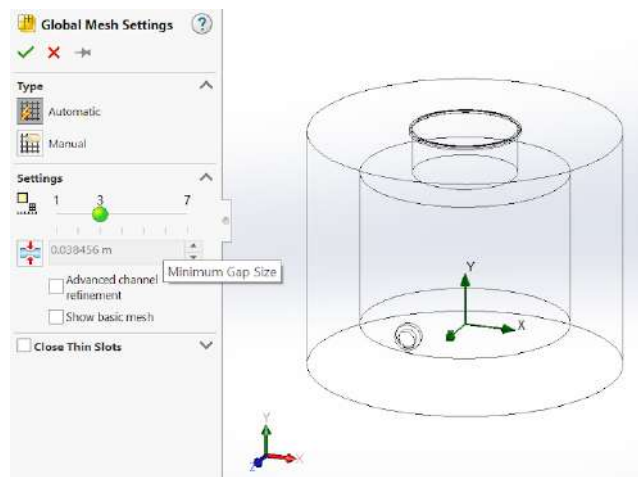 Global Mesh Settings
?
Type
Automatic
Manual
Settings
1 3 7
0.038456 m
Minimum Gap Size
Advanced channel
refinement
Show basic mesh
Close Thin Slots
Y
X
Y
X
Z